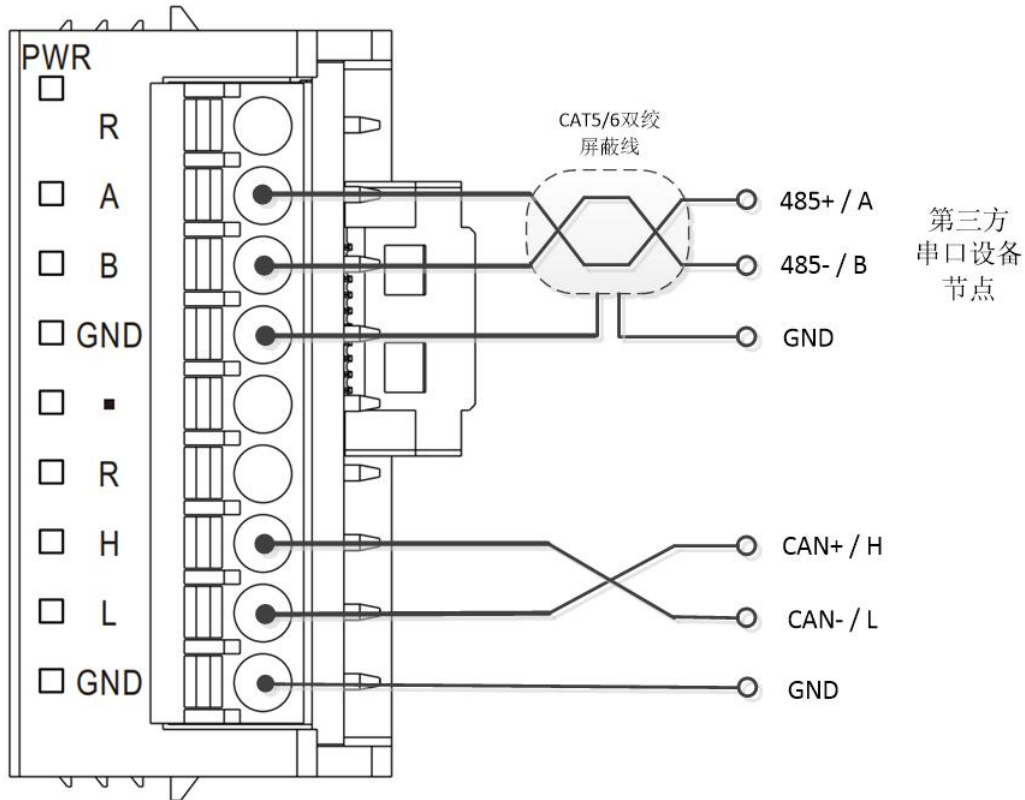 PWR
R
A
B
GND
R
H
L
GND
CAT5/6双绞
屏蔽线
485+ / A
485- / B
GND
第三方
串口设备
节点
CAN+ / H
CAN- / L
GND